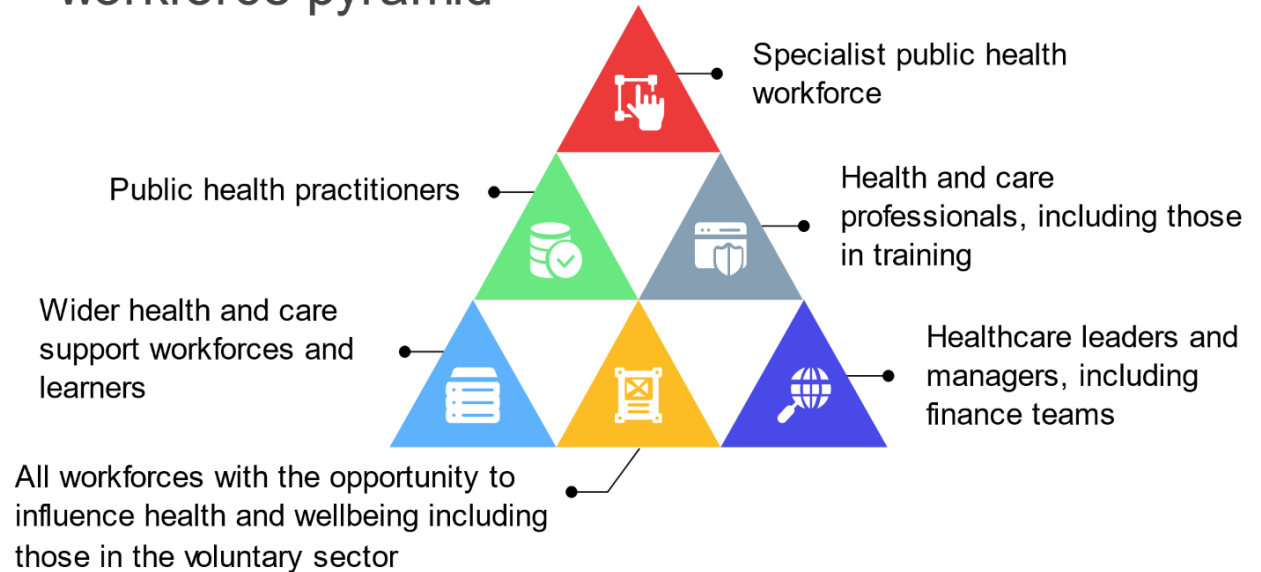 workforce pyramid
Specialist public health
workforce
Public health practitioners
Health and care
professionals, including those
in training
Wider health and care
support workforces and
learners
Healthcare leaders and
managers, including
finance teams
All workforces with the opportunity to
influence health and wellbeing including
those in the voluntary sector